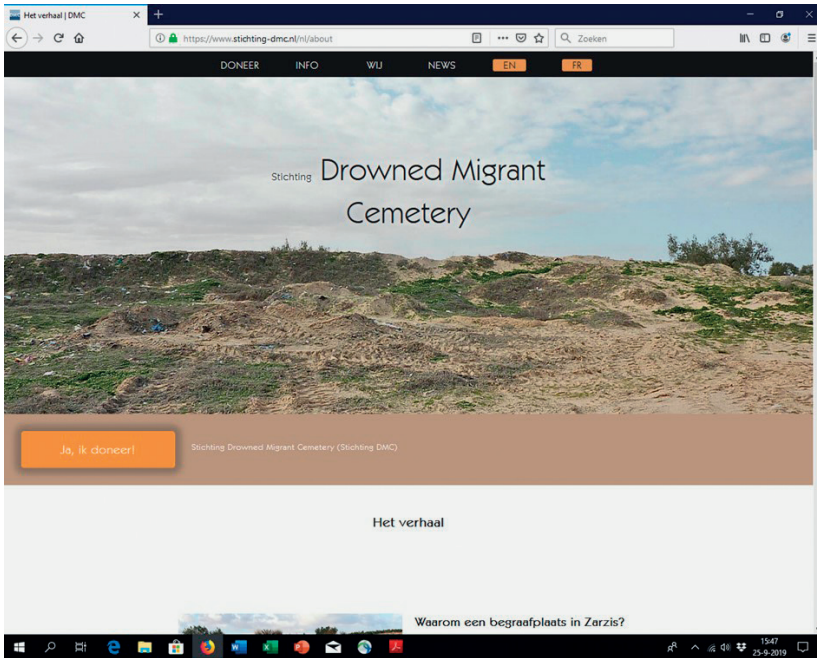 Het verhaal | DMC
https://www.stichting-dmc.nl/nl/about
Zoeken
DONEER INFO WIJ NEWS EN FR
Stichting Drowned Migrant
Cemetery
Ja, ik doneer!
Stichting Drowned Migrant Cemetery (Stichting DMC)
Het verhaal
Waarom een begraafplaats in Zarzis?
15:47
25-9-2019